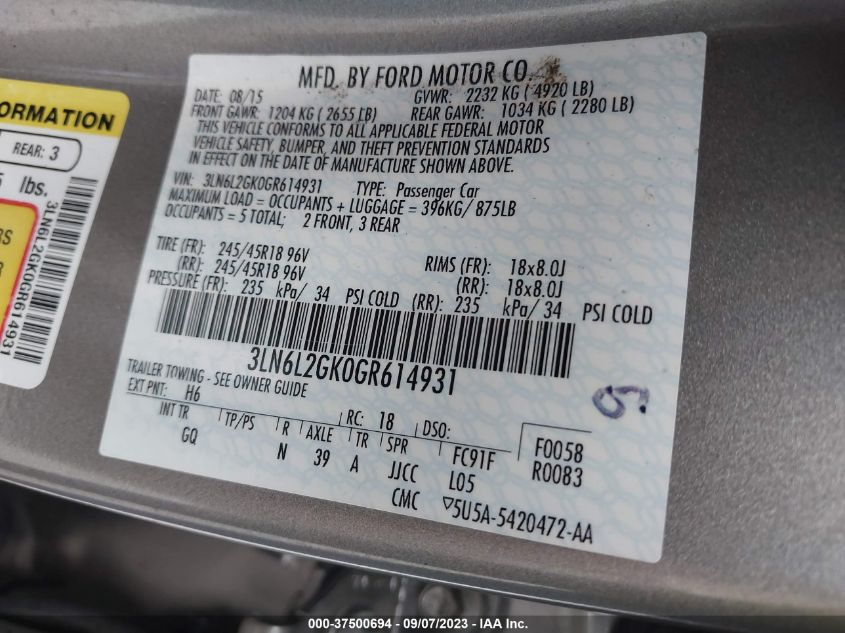 MFD. BY FORD MOTOR CO.
DATE: 08/15 GVWR: 2232 KG ( 4920 LB)
FRONT GAWR: 1204 KG ( 2655 LB) REAR GAWR: 1034 KG ( 2280 LB)
THIS VEHICLE CONFORMS TO ALL APPLICABLE FEDERAL MOTOR
VEHICLE SAFETY, BUMPER, AND THEFT PREVENTION STANDARDS
IN EFFECT ON THE DATE OF MANUFACTURE SHOWN ABOVE.
VIN: 3LN6L2GK0GR614931 TYPE: Passenger Car
MAXIMUM LOAD = OCCUPANTS + LUGGAGE = 396KG/ 875LB
OCCUPANTS = 5 TOTAL; 2 FRONT, 3 REAR
TIRE (FR): 245/45R18 96V RIMS (FR): 18x8.0J
(RR): 245/45R18 96V (RR): 18x8.0J
PRESSURE (FR): 235 kPa/ 34 PSI COLD (RR): 235 kPa/ 34 PSI COLD
3LN6L2GK0GR614931
TRAILER TOWING - SEE OWNER GUIDE
EXT PNT: H6 RC: 18 DSO:
INT TR TP/PS R AXLE TR SPR FC91F F0058
GQ N 39 A JJCC L05 R0083
CMC 5U5A-5420472-AA
ORMATION
REAR: 3
lbs.
RS
R
3LN6L2GK0GR614931
000-37500694 - 09/07/2023 - IAA Inc.